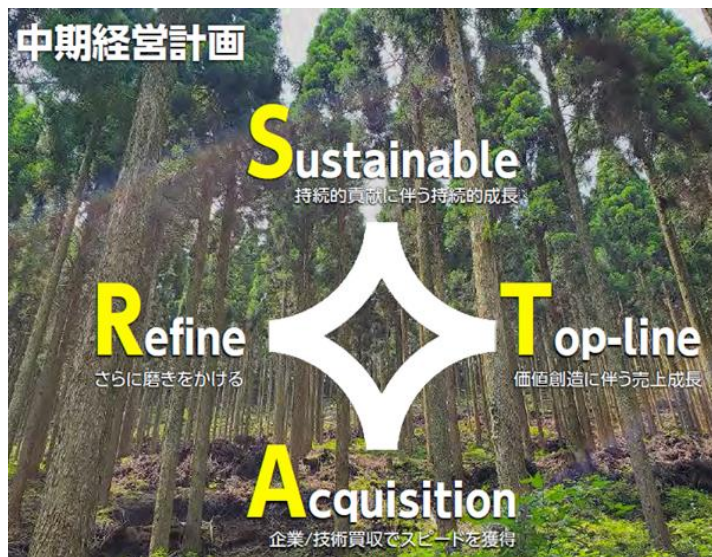 中期経営計画
Sustainable
持続的貢献に伴う持続的成長
Refine
さらに磨きをかける
Top-line
価値創造に伴う売上成長
Acquisition
企業/技術買収でスピードを獲得